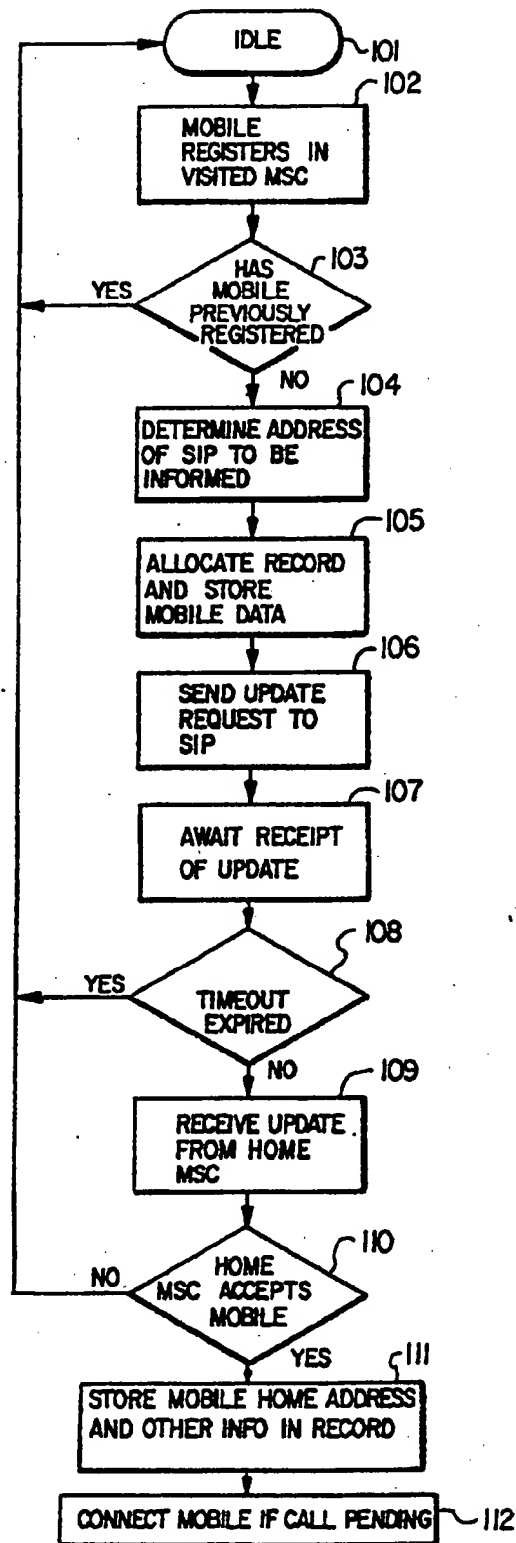 IDLE
101
102
MOBILE
REGISTERS IN
VISITED MSC
103
HAS
MOBILE
PREVIOUSLY
REGISTERED
YES
NO
104
DETERMINE ADDRESS
OF SIP TO BE
INFORMED
105
ALLOCATE RECORD
AND STORE
MOBILE DATA
106
SEND UPDATE
REQUEST TO
SIP
107
AWAIT RECEIPT
OF UPDATE
108
YES
TIMEOUT
EXPIRED
NO
109
RECEIVE UPDATE
FROM HOME
MSC
110
NO
HOME
MSC ACCEPTS
MOBILE
YES
111
STORE MOBILE HOME ADDRESS
AND OTHER INFO IN RECORD
CONNECT MOBILE IF CALL PENDING
112